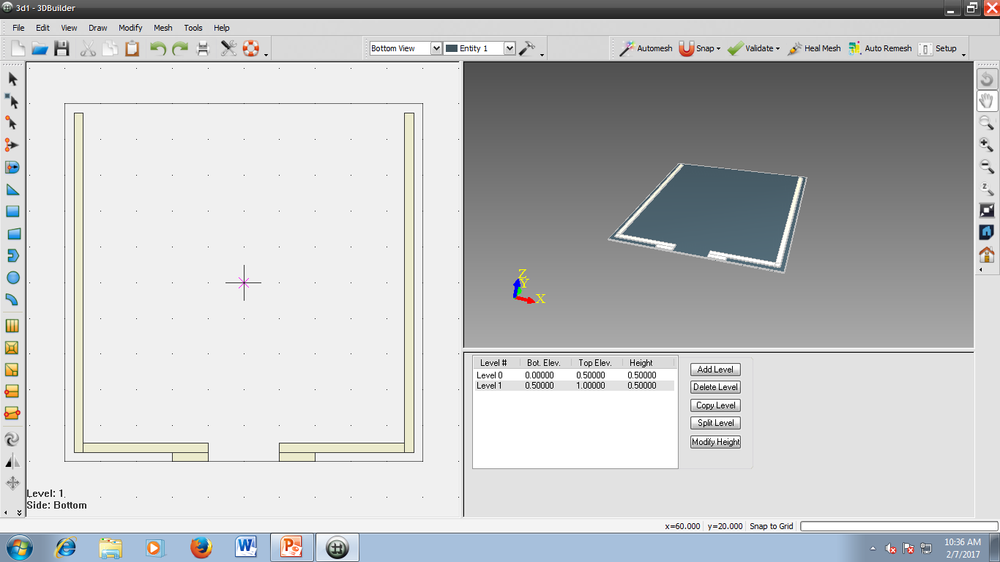 3d1 - 3DBuilder
File Edit View Draw Modify Mesh Tools Help
Bottom View Entity 1 Automesh Snap Validate Heal Mesh Auto Remesh Setup
Z
Y
X
Level: 1
Side: Bottom
Level # Bot. Elev. Top Elev. Height
Level 0 0.00000 0.50000 0.50000
Level 1 0.50000 1.00000 0.50000
Add Level
Delete Level
Copy Level
Split Level
Modify Height
x=60.000 y=20.000 Snap to Grid
10:36 AM
2/7/2017